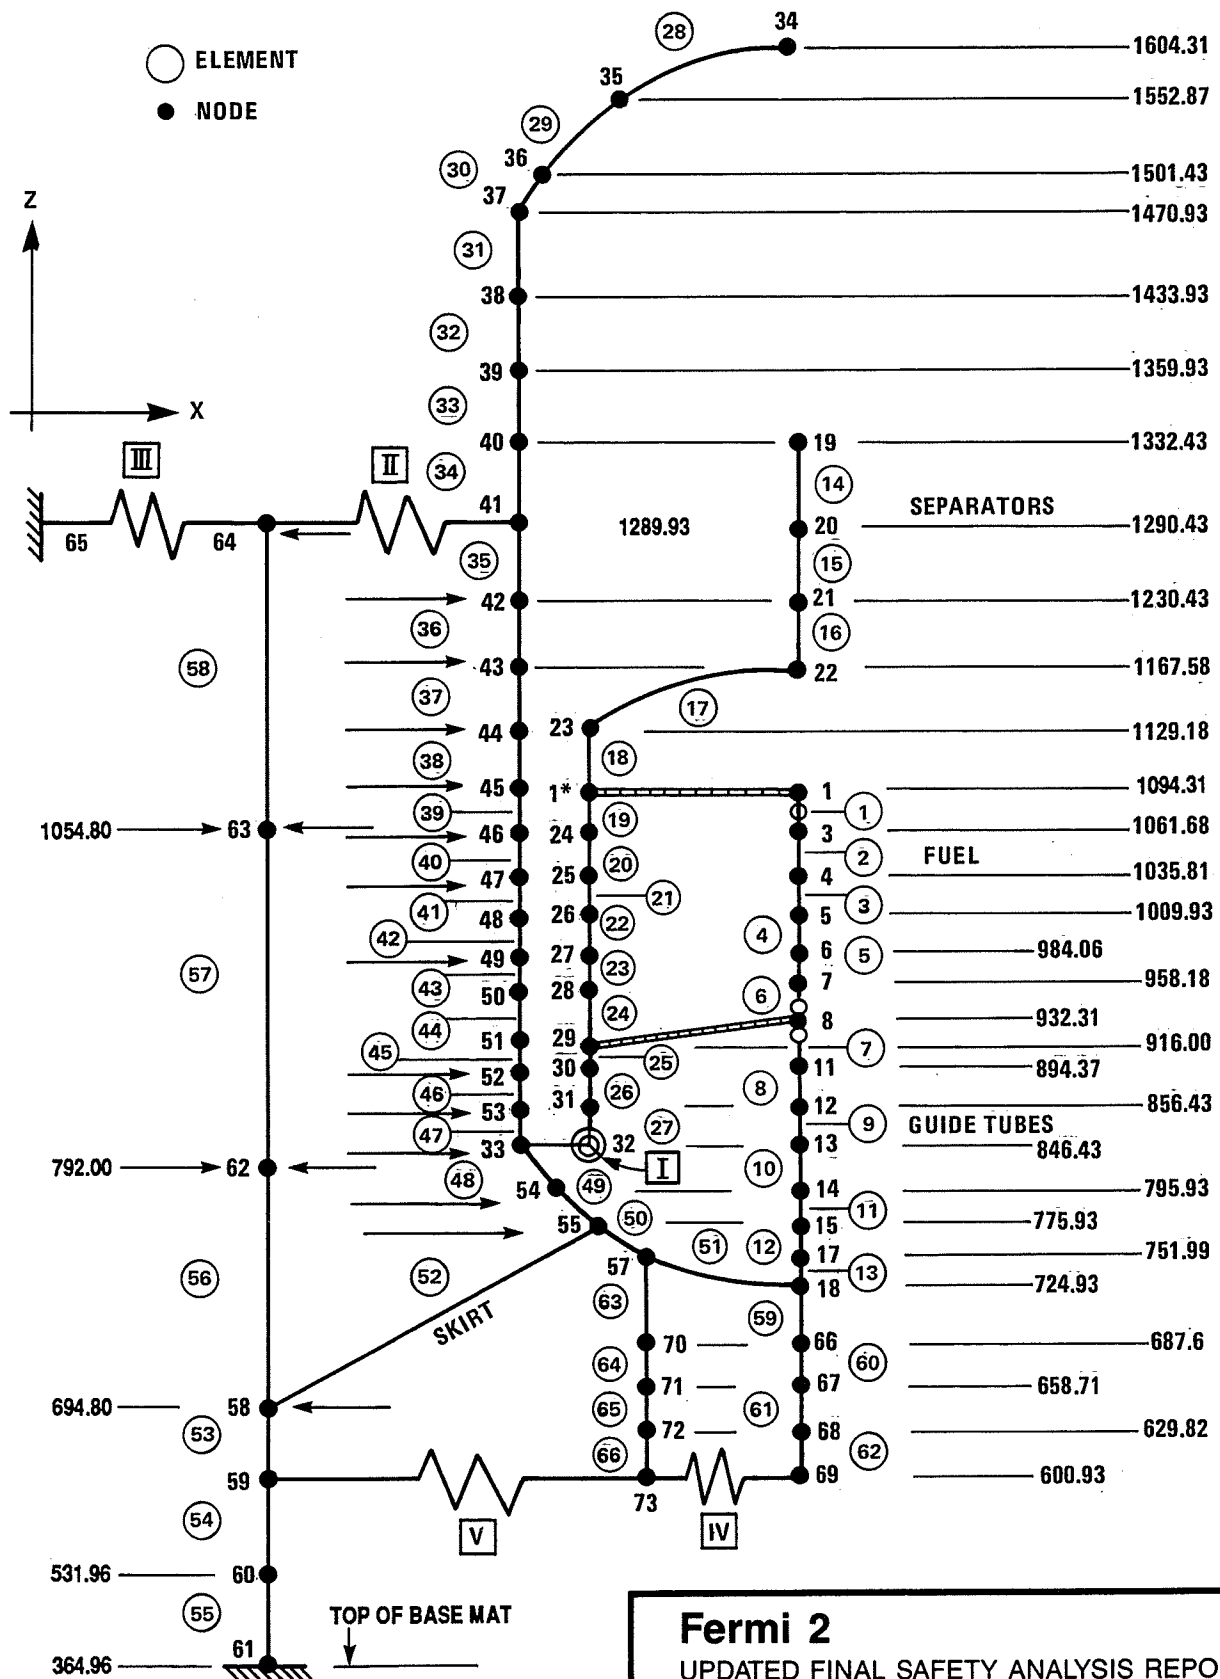 28 34 1604.31
ELEMENT
35 1552.87
NODE
29
36 1501.43
30
37 1470.93
Z
31
38 1433.93
32
39 1359.93
X
33
III II 40 19 1332.43
34 14
41 SEPARATORS
65 64 1289.93 20 1290.43
35 15
42 21 1230.43
36 16
58 43 22 1167.58
37 17
23 44 1129.18
38 18
45 1* 1 1094.31
39 19 1
1054.80 63 46 24 3 1061.68
40 20 2 FUEL
47 25 4 1035.81
41 21 3
48 26 22 5 1009.93
42 4
49 27 6 5 984.06
57 43 23 7 958.18
50 28 6
44 24 8 932.31
51 29 7 916.00
45 25
52 30 11 894.37
46 26 8
53 31 12 856.43
47 27 9 GUIDE TUBES
33 32 13 846.43
792.00 62 I
48 54 49 10 14 795.93
55 50 11
15 775.93
57 51 12 17 751.99
56 52 13
63 18 724.93
SKIRT 59
70 66 687.6
64 60
71 67 658.71
694.80 58
53 65 61
72 68 629.82
66 62
59 69 600.93
73
54 V IV
531.96 60
55 TOP OF BASE MAT
61
364.96
Fermi 2
UPDATED FINAL SAFETY ANALYSIS REPO